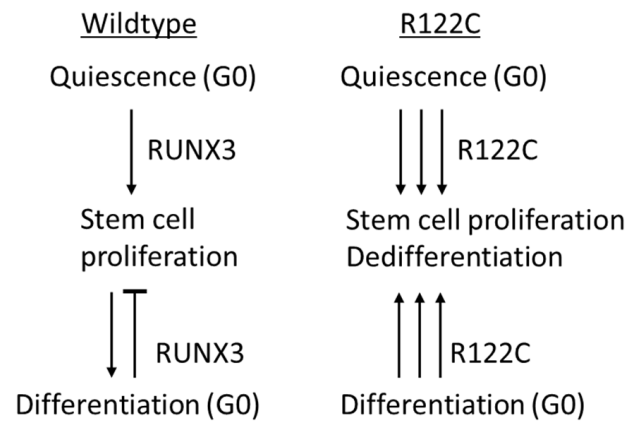 Wildtype
Quiescence (G0)
RUNX3
Stem cell
proliferation
RUNX3
Differentiation (G0)
R122C
Quiescence (G0)
R122C
Stem cell proliferation
Dedifferentiation
R122C
Differentiation (G0)